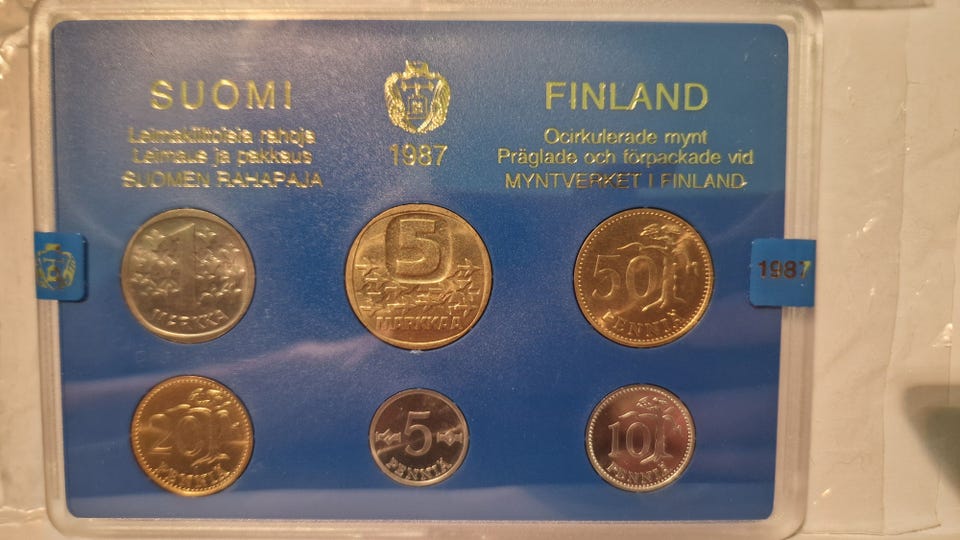 SUOMI
Leimakiiltoisia rahoja
Leimaus ja pakkaus
SUOMEN RAHAPAJA
1987
FINLAND
Ocirkulerade mynt
Präglade och förpackade vid
MYNTVERKET I FINLAND
1987
1
MARKKA
5
MARKKAA
50
PENNIÄ
20
PENNIÄ
5
PENNIÄ
10
PENNIÄ